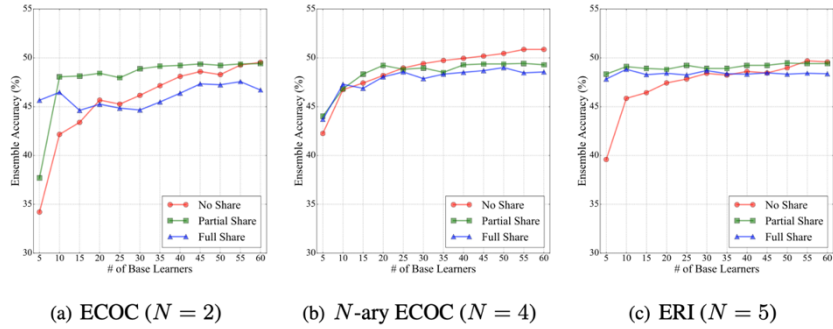 55
50
45
40
35
30
Ensemble Accuracy (%)
No Share
Partial Share
Full Share
5 10 15 20 25 30 35 40 45 50 55 60
# of Base Learners
(a) ECOC (N = 2)
55
50
45
40
35
30
Ensemble Accuracy (%)
No Share
Partial Share
Full Share
5 10 15 20 25 30 35 40 45 50 55 60
# of Base Learners
(b) N-ary ECOC (N = 4)
55
50
45
40
35
30
Ensemble Accuracy (%)
No Share
Partial Share
Full Share
5 10 15 20 25 30 35 40 45 50 55 60
# of Base Learners
(c) ERI (N = 5)